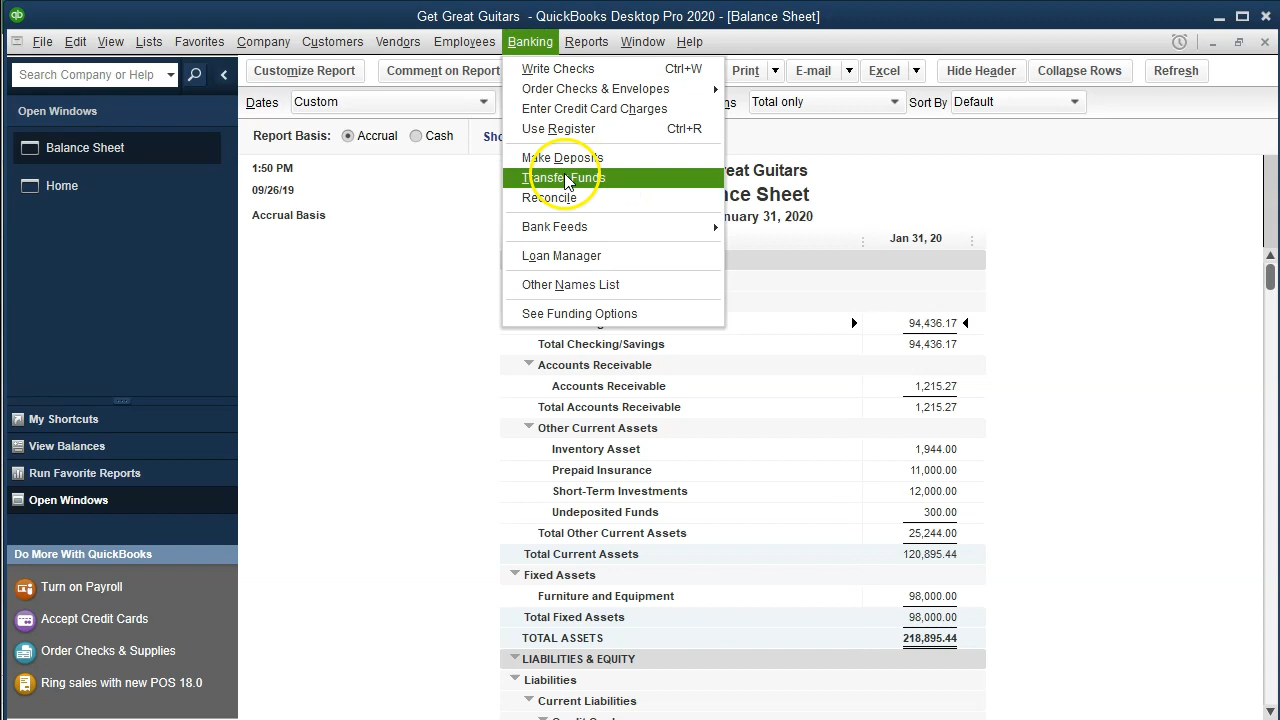 Get Great Guitars - QuickBooks Desktop Pro 2020 - [Balance Sheet]
File Edit View Lists Favorites Company Customers Vendors Employees Banking Reports Window Help
Search Company or Help
Customize Report Comment on Report Print E-mail Excel Hide Header Collapse Rows Refresh
Dates Custom Total only Sort By Default
Report Basis: Accrual Cash
Write Checks Ctrl+W
Order Checks & Envelopes
Enter Credit Card Charges
Use Register Ctrl+R
Make Deposits
Transfer Funds
Reconcile
Bank Feeds
Loan Manager
Other Names List
See Funding Options
Open Windows
Balance Sheet
Home
My Shortcuts
View Balances
Run Favorite Reports
Open Windows
Do More With QuickBooks
Turn on Payroll
Accept Credit Cards
Order Checks & Supplies
Ring sales with new POS 18.0
1:50 PM
09/26/19
Accrual Basis
Great Guitars
Sheet
2020
Jan 31, 20
94,436.17
Total Checking/Savings 94,436.17
Accounts Receivable
Accounts Receivable 1,215.27
Total Accounts Receivable 1,215.27
Other Current Assets
Inventory Asset 1,944.00
Prepaid Insurance 11,000.00
Short-Term Investments 12,000.00
Undeposited Funds 300.00
Total Other Current Assets 25,244.00
Total Current Assets 120,895.44
Fixed Assets
Furniture and Equipment 98,000.00
Total Fixed Assets 98,000.00
TOTAL ASSETS 218,895.44
LIABILITIES & EQUITY
Liabilities
Current Liabilities